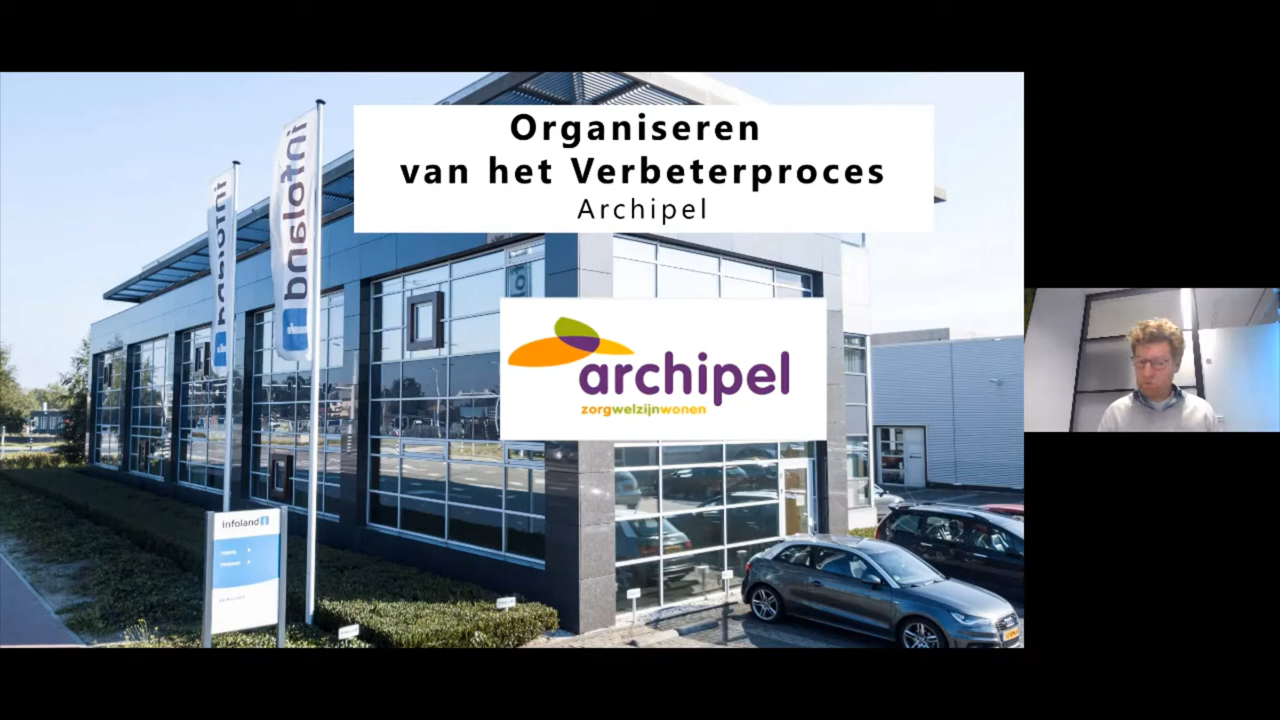 Organiseren
van het Verbeterproces
Archipel
archipel
zorgwelzijnwonen
infoland
infoland
infoland